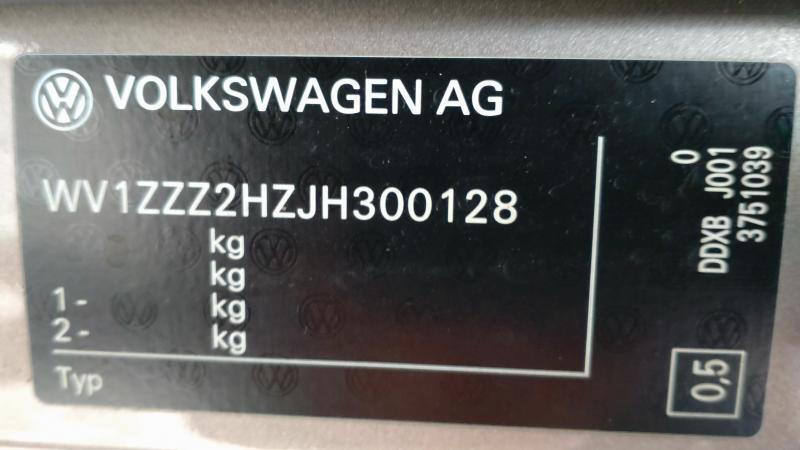 VOLKSWAGEN AG
WV1ZZZ2HZJH300128
kg
kg
1- kg
2- kg
Typ
0
DDXB J001
3751039
0,5